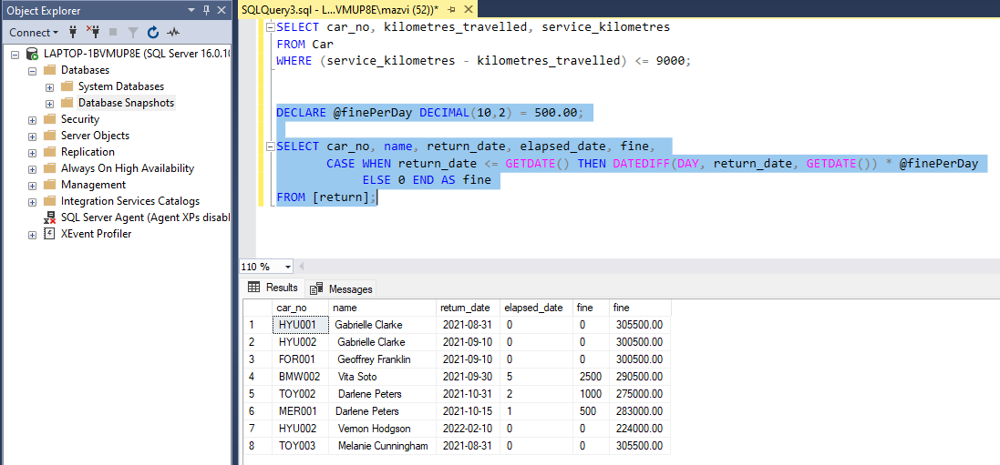 Object Explorer
Connect
LAPTOP-1BVMUP8E (SQL Server 16.0.10
Databases
System Databases
Database Snapshots
Security
Server Objects
Replication
Always On High Availability
Management
Integration Services Catalogs
SQL Server Agent (Agent XPs disabl
XEvent Profiler
SQLQuery3.sql - L...VMUP8E\mazvi (52))*
SELECT car_no, kilometres_travelled, service_kilometres
FROM Car
WHERE (service_kilometres - kilometres_travelled) <= 9000;
DECLARE @finePerDay DECIMAL(10,2) = 500.00;
SELECT car_no, name, return_date, elapsed_date, fine,
CASE WHEN return_date <= GETDATE() THEN DATEDIFF(DAY, return_date, GETDATE()) * @finePerDay
ELSE 0 END AS fine
FROM [return];
110 %
Results Messages
car_no name return_date elapsed_date fine fine
1 HYU001 Gabrielle Clarke 2021-08-31 0 0 305500.00
2 HYU002 Gabrielle Clarke 2021-09-10 0 0 300500.00
3 FOR001 Geoffrey Franklin 2021-09-10 0 0 300500.00
4 BMW002 Vita Soto 2021-09-30 5 2500 290500.00
5 TOY002 Darlene Peters 2021-10-31 2 1000 275000.00
6 MER001 Darlene Peters 2021-10-15 1 500 283000.00
7 HYU002 Vernon Hodgson 2022-02-10 0 0 224000.00
8 TOY003 Melanie Cunningham 2021-08-31 0 0 305500.00